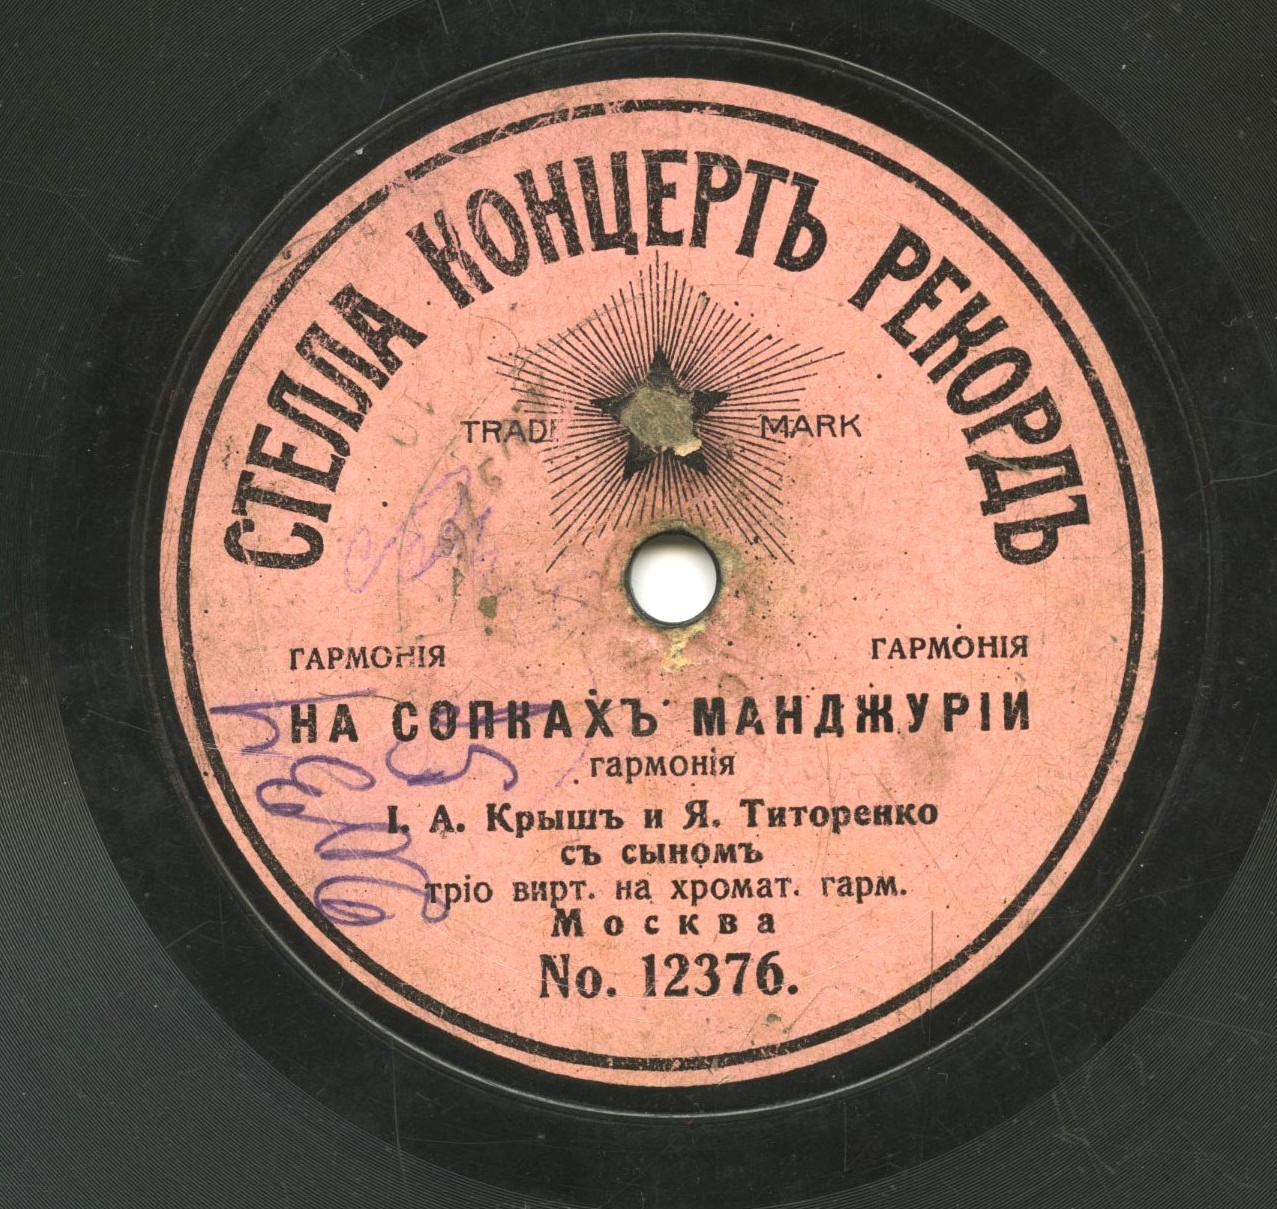 СТЕЛЛА КОНЦЕРТЪ РЕКОРДЪ
TRADE MARK
ГАРМОНІЯ ГАРМОНІЯ
НА СОПКАХЪ МАНДЖУРІИ
гармонія
І. А. Крышъ и Я. Титоренко
съ сыномъ
тріо вирт. на хромат. гарм.
Москва
No. 12376.